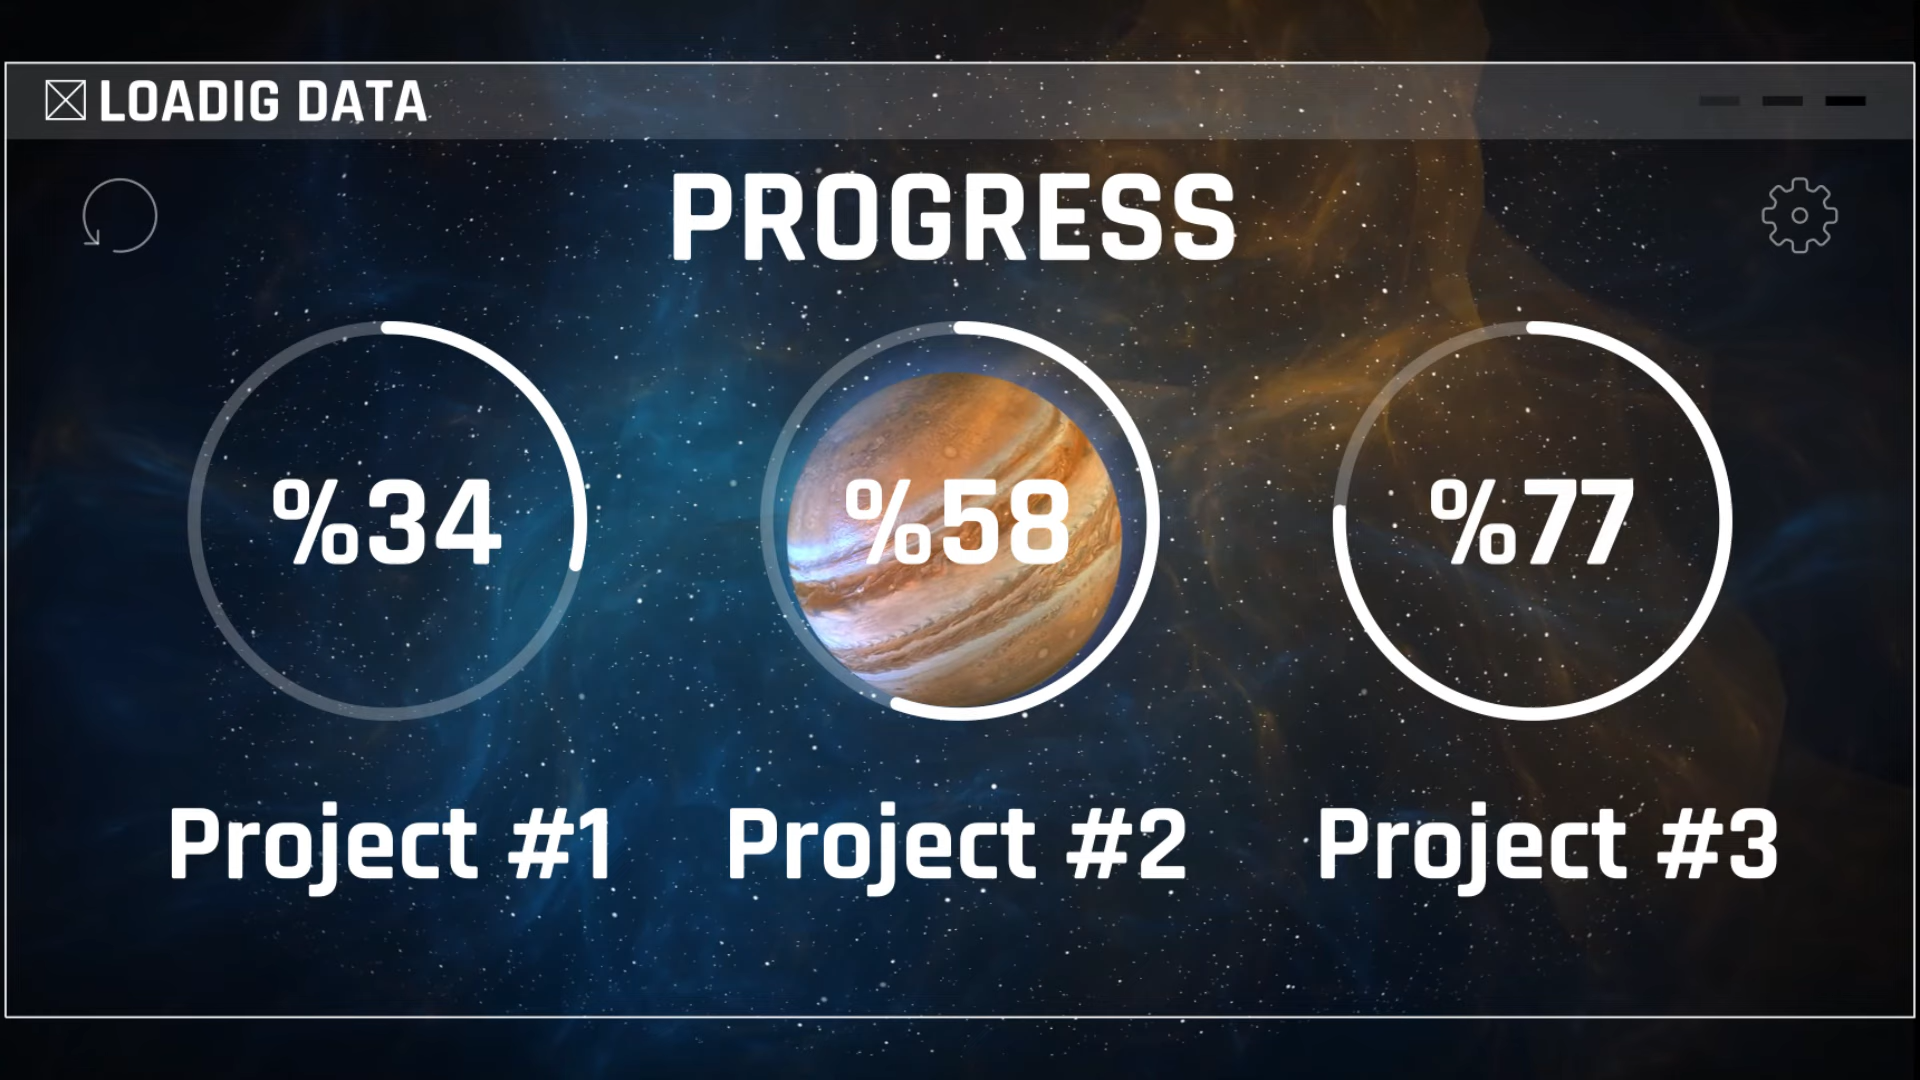 LOADIG DATA
PROGRESS
%34
%58
%77
Project #1
Project #2
Project #3